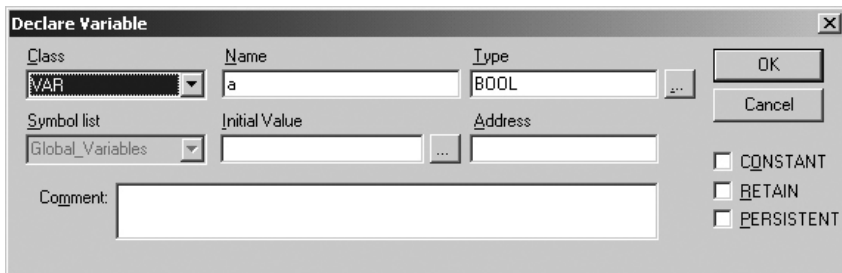 Declare Variable
Class Name Type
VAR a BOOL ... OK
Symbol list Initial Value Address Cancel
Global_Variables ...
CONSTANT
Comment: RETAIN
PERSISTENT